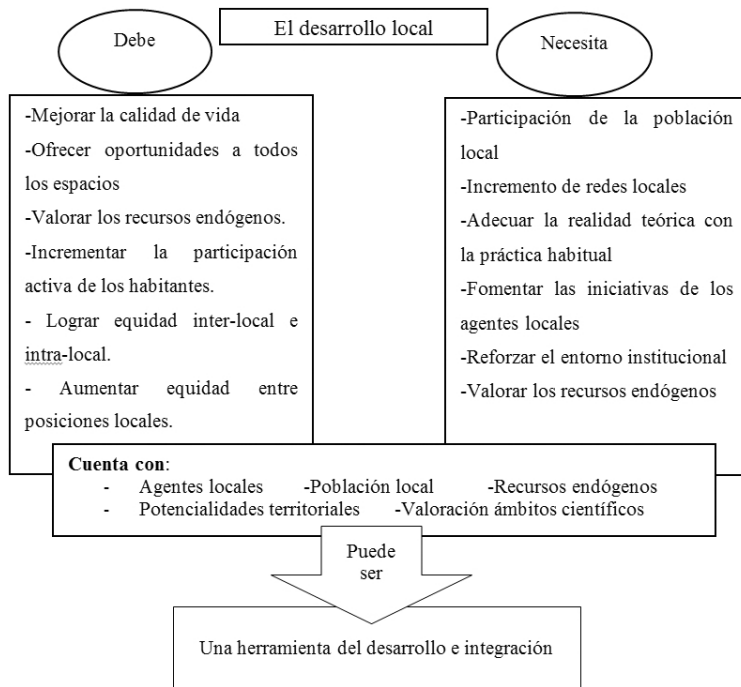 El desarrollo local
Debe
-Mejorar la calidad de vida
-Ofrecer oportunidades a todos
los espacios
-Valorar los recursos endógenos.
-Incrementar la participación
activa de los habitantes.
- Lograr equidad inter-local e
intra-local.
- Aumentar equidad entre
posiciones locales.
Necesita
-Participación de la población
local
-Incremento de redes locales
-Adecuar la realidad teórica con
la práctica habitual
-Fomentar las iniciativas de los
agentes locales
-Reforzar el entorno institucional
-Valorar los recursos endógenos
Cuenta con:
- Agentes locales -Población local -Recursos endógenos
- Potencialidades territoriales -Valoración ámbitos científicos
Puede
ser
Una herramienta del desarrollo e integración